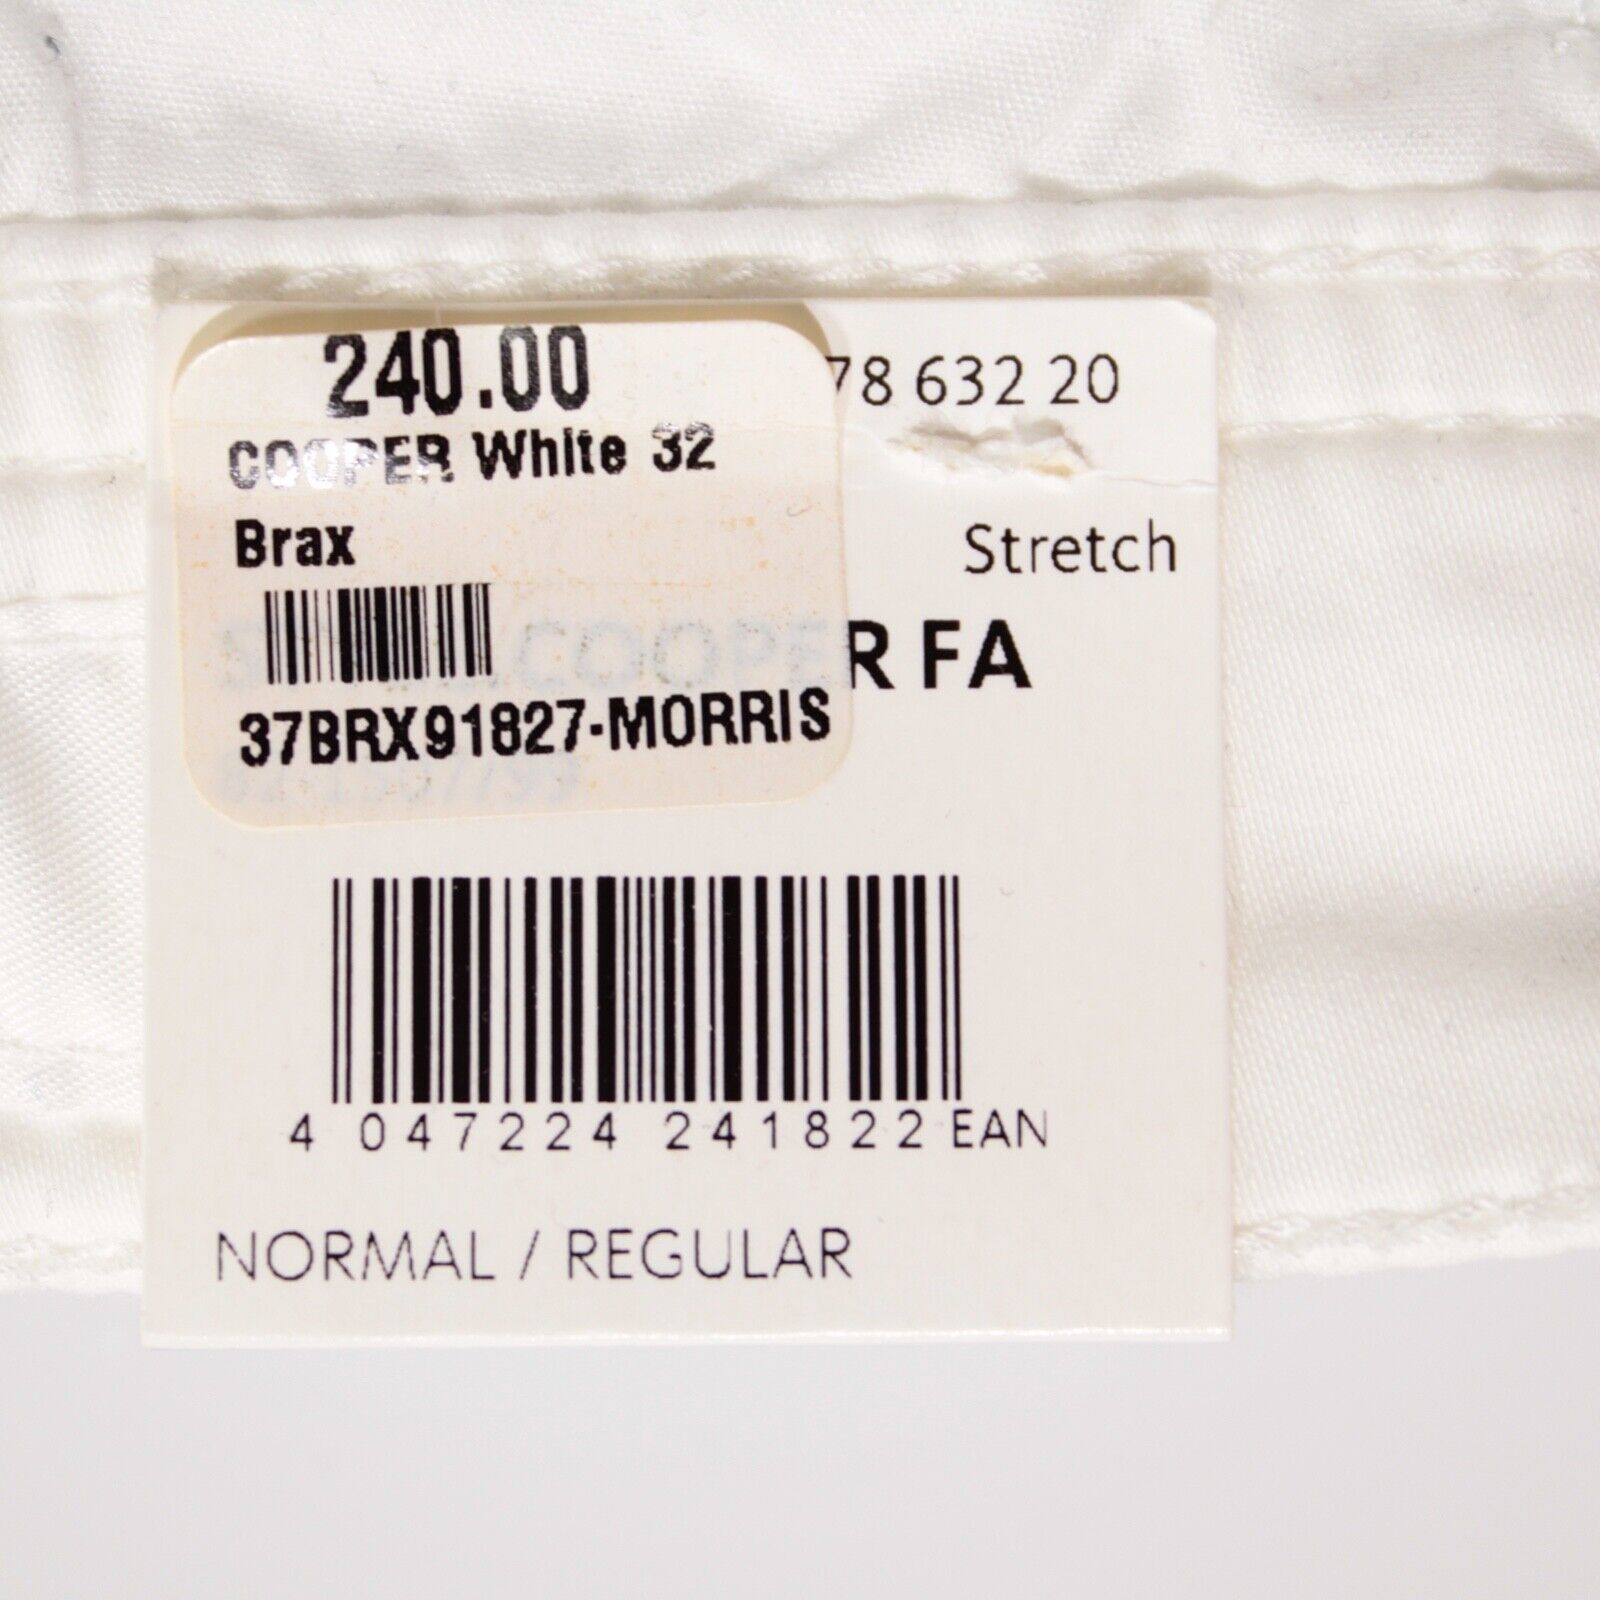 240.00
COOPER White 32
Brax
37BRX91827-MORRIS
78 632 20
Stretch
COOPER FA
4 047224 241822 EAN
NORMAL / REGULAR